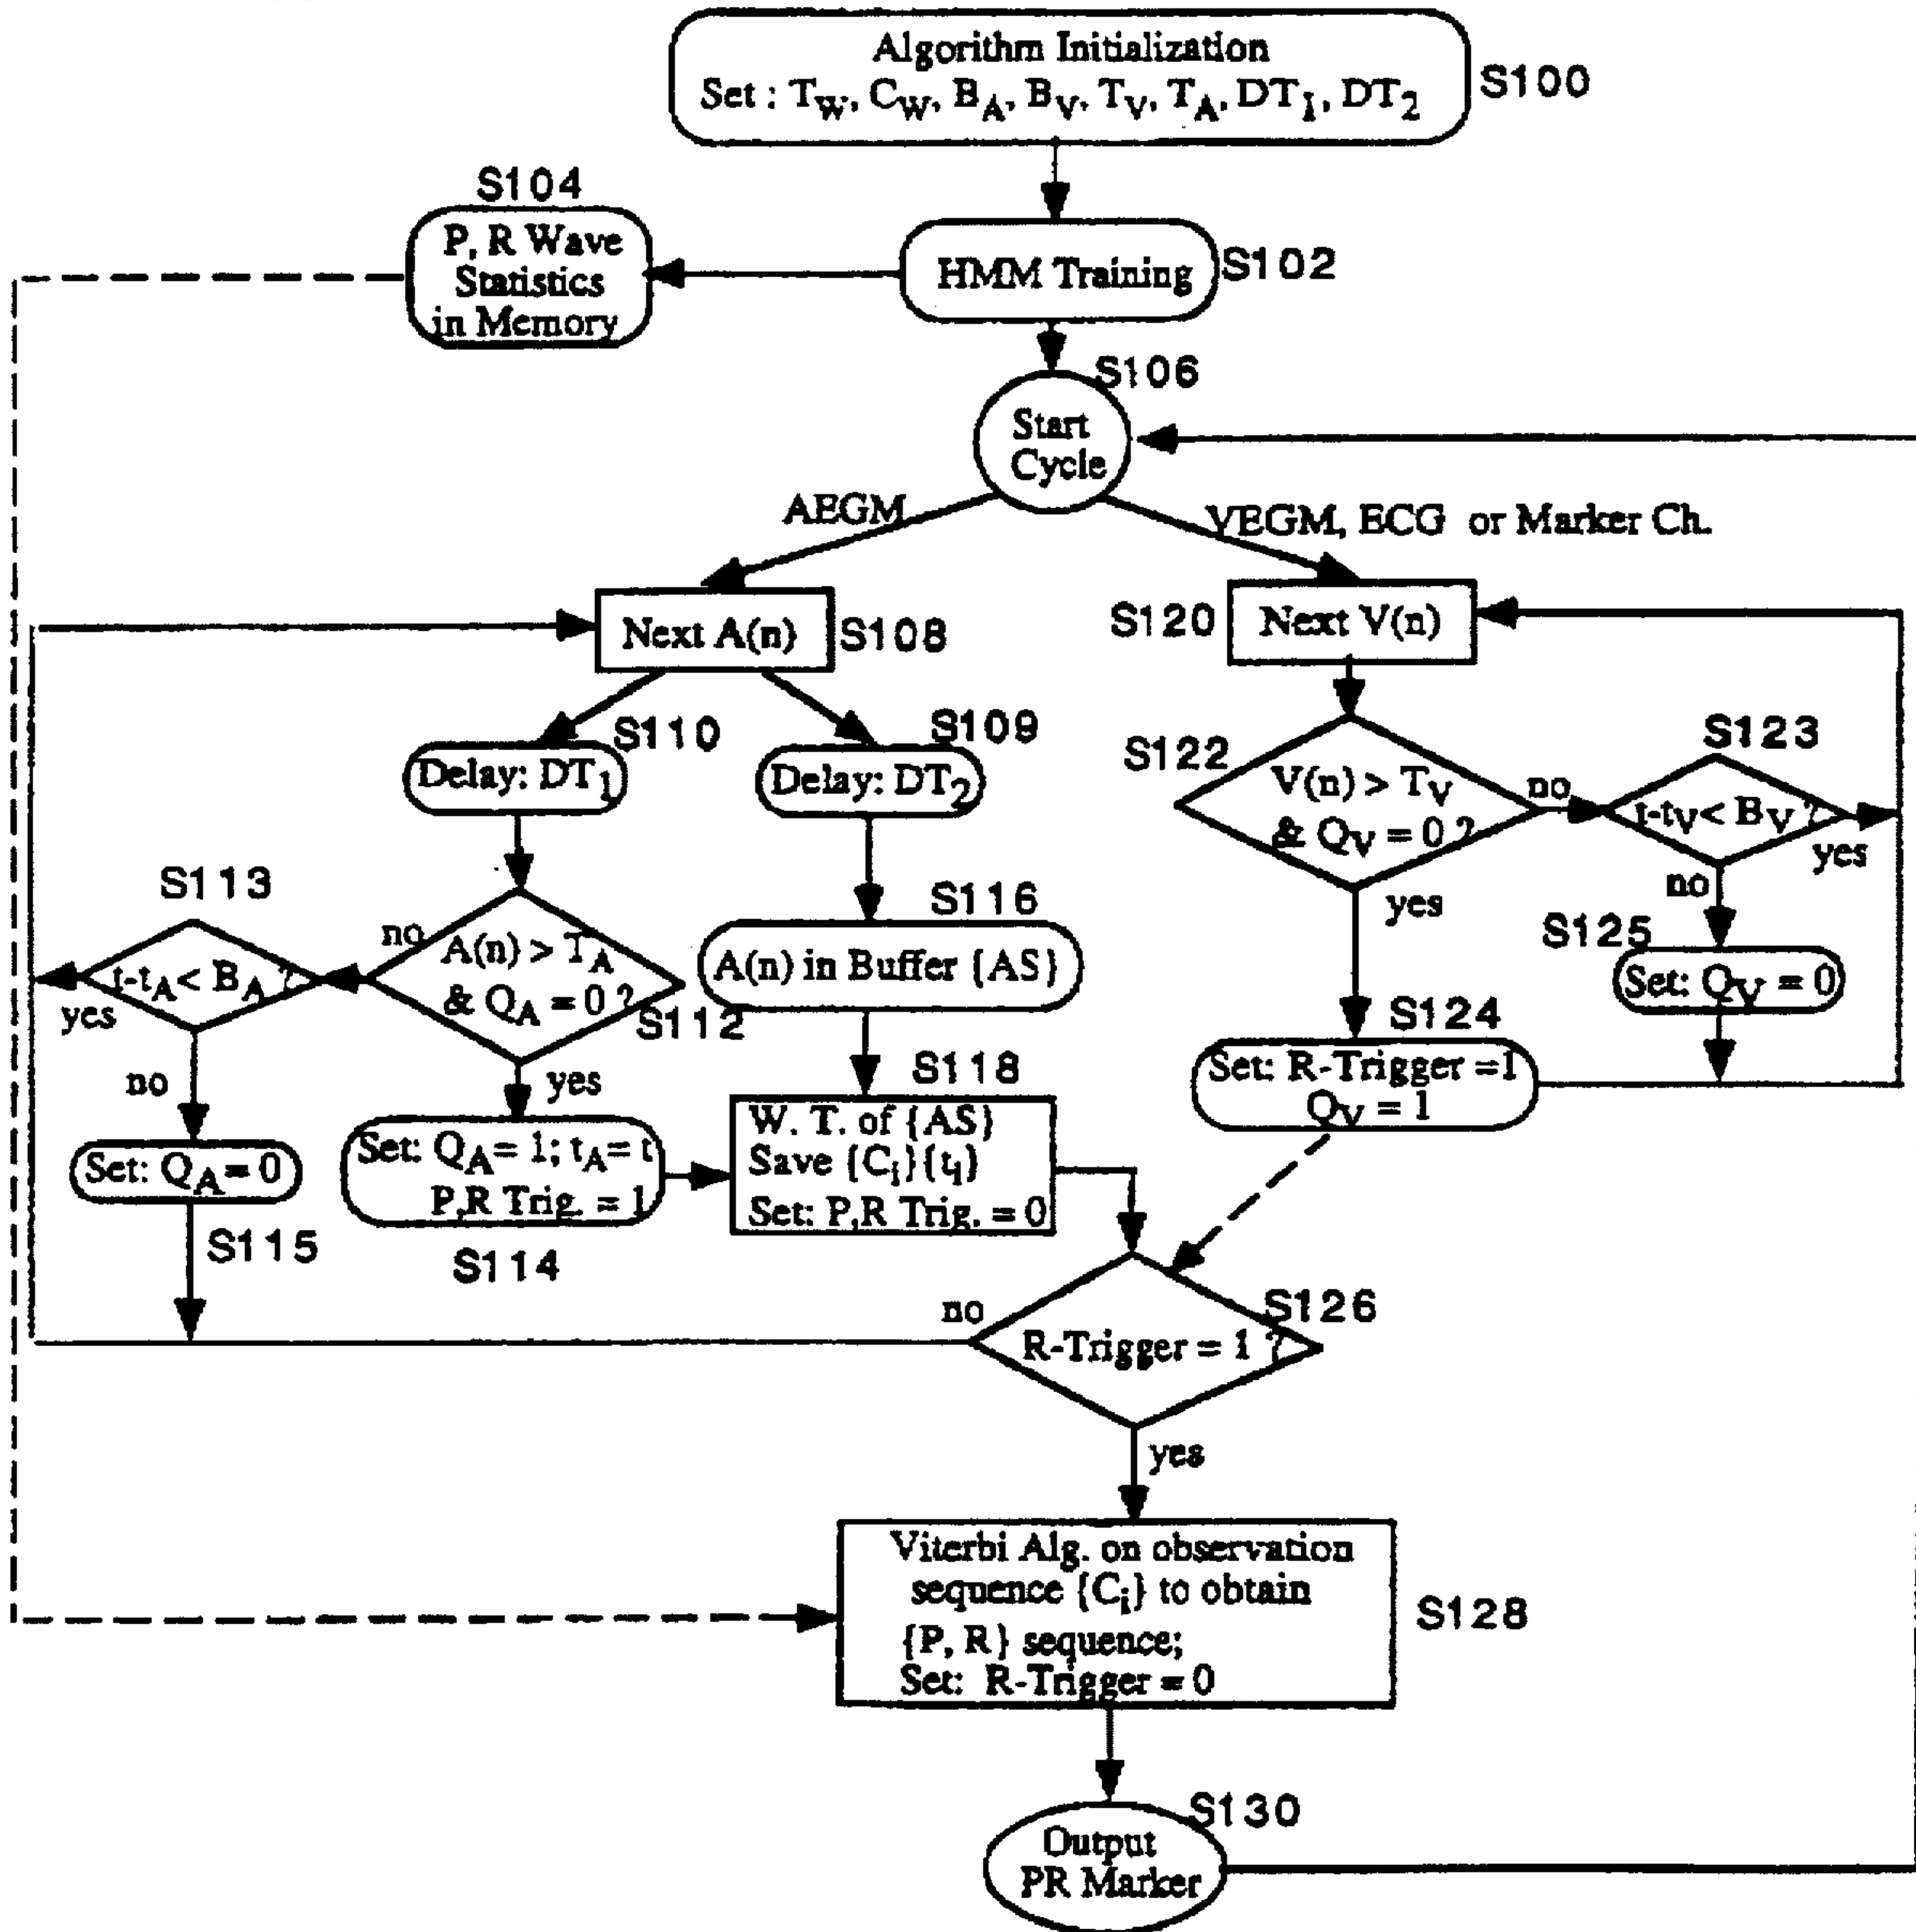 Algorithm Initialization
Set : T_W, C_W, B_A, B_V, T_V, T_A, DT_1, DT_2
S100
S104
P, R Wave
Statistics
in Memory
HMM Training
S102
S106
Start
Cycle
AEGM
VEGM, ECG or Marker Ch.
Next A(n)
S108
S120
Next V(n)
S110
Delay: DT_1
S109
Delay: DT_2
S122
V(n) > T_V
& Q_V = 0 ?
no
yes
S123
t-t_V < B_V ?
yes
no
S125
Set: Q_V = 0
S113
t-t_A < B_A ?
yes
no
no
A(n) > T_A
& Q_A = 0 ?
S112
yes
S116
A(n) in Buffer {AS}
S124
Set: R-Trigger =1
Q_V = 1
Set: Q_A = 0
S115
Set: Q_A = 1; t_A = t
P,R Trig. = 1
S114
S118
W. T. of {AS}
Save {C_i}{t_i}
Set: P,R Trig. = 0
no
S126
R-Trigger = 1 ?
yes
Viterbi Alg. on observation
sequence {C_i} to obtain
{P, R} sequence;
Set: R-Trigger = 0
S128
S130
Output
PR Marker